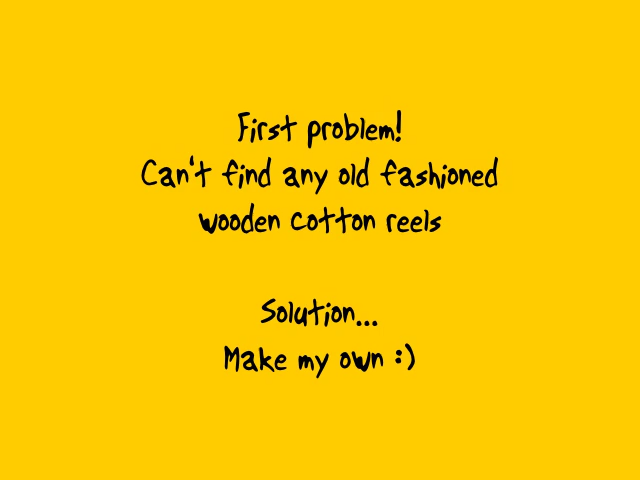 First problem!
Can't find any old fashioned
wooden cotton reels
Solution...
Make my own :)